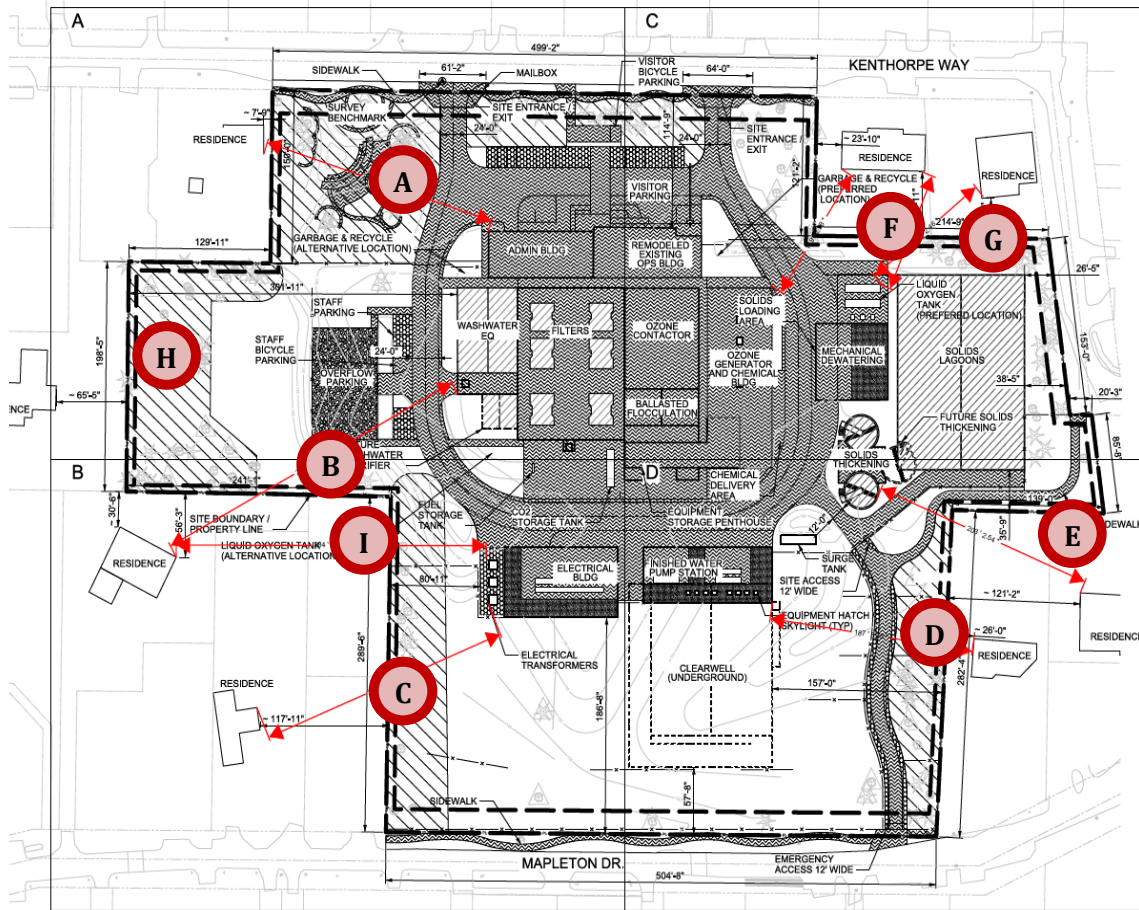 A
C
499'-2"
KENTHORPE WAY
61'-2"
64'-0"
SIDEWALK
MAILBOX
VISITOR
BICYCLE
PARKING
~ 7'-9"
SURVEY
BENCHMARK
SITE ENTRANCE /
EXIT
RESIDENCE
24'-0"
114'-9"
24'-0"
SITE
ENTRANCE /
EXIT
~ 23'-10"
RESIDENCE
RESIDENCE
121'-2"
A
VISITOR
PARKING
GARBAGE & RECYCLE
(PREFERRED
LOCATION)
214'-9"
F
G
129'-11"
GARBAGE & RECYCLE
(ALTERNATIVE LOCATION)
ADMIN BLDG
REMODELED
EXISTING
OPS BLDG
26'-5"
LIQUID
OXYGEN
TANK
(PREFERRED LOCATION)
STAFF
PARKING
SOLIDS
LOADING
AREA
198'-5"
H
STAFF
BICYCLE
PARKING
24'-0"
WASHWATER
EQ
FILTERS
OZONE
CONTACTOR
OZONE
GENERATOR
AND CHEMICAL
BLDG
MECHANICAL
DEWATERING
SOLIDS
LAGOONS
153'-0"
OVERFLOW
PARKING
38'-5"
20'-3"
~ 65'-5"
BALLASTED
FLOCCULATION
FUTURE SOLIDS
THICKENING
85'-8"
B
B
D
SOLIDS
THICKENING
CHEMICAL
DELIVERY
AREA
241'-1"
~ 30'-6"
56'-3"
SITE BOUNDARY /
PROPERTY LINE
FUEL
STORAGE
TANK
CO2
STORAGE TANK
EQUIPMENT
STORAGE PENTHOUSE
12'-0"
35'-9"
E
I
LIQUID OXYGEN TANK
(ALTERNATIVE LOCATION)
RESIDENCE
80'-11"
ELECTRICAL
BLDG
FINISHED WATER
PUMP STATION
SURGE
TANK
SITE ACCESS
12' WIDE
~ 121'-2"
EQUIPMENT HATCH
SKYLIGHT (TYP)
187'
D
~ 26'-0"
RESIDENCE
ELECTRICAL
TRANSFORMERS
CLEARWELL
(UNDERGROUND)
289'-6"
RESIDENCE
C
~ 117'-11"
157'-0"
186'-8"
57'-8"
SIDEWALK
MAPLETON DR.
EMERGENCY
ACCESS 12' WIDE
504'-8"